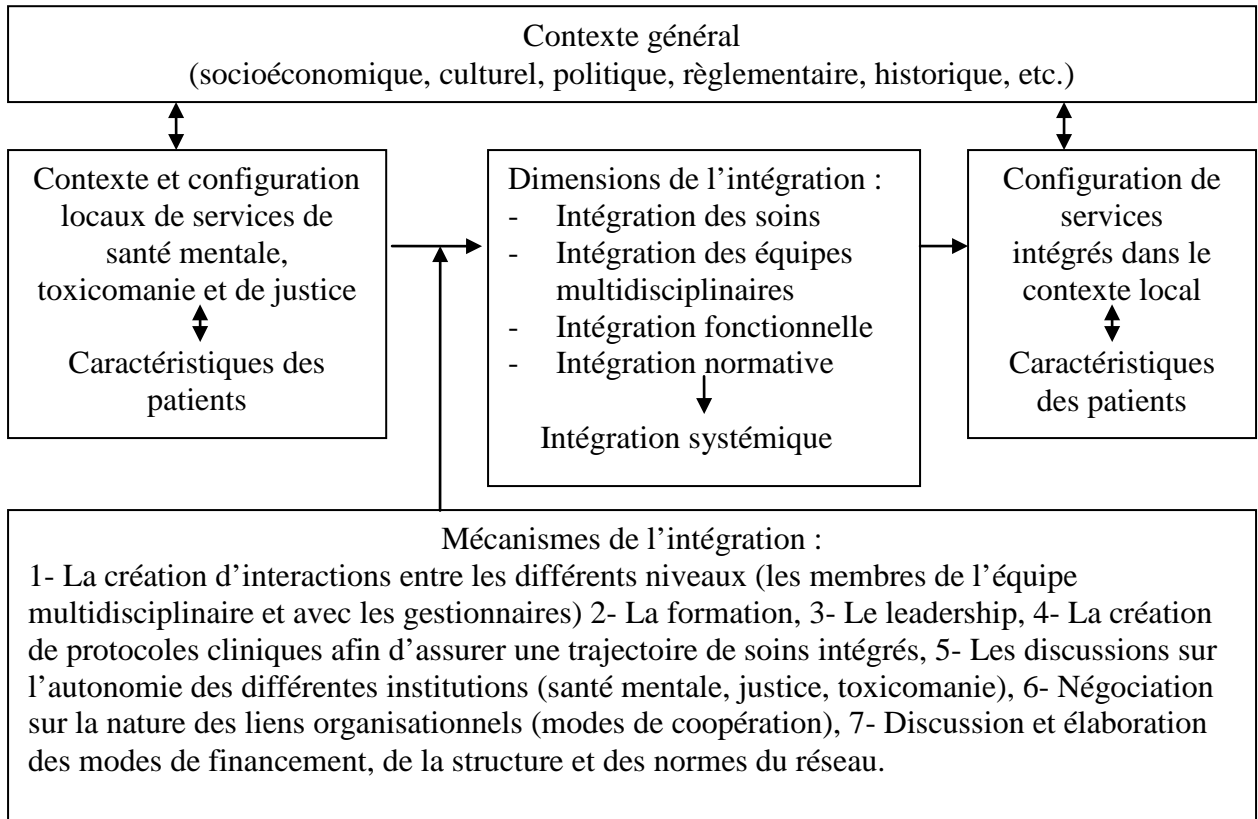 Contexte général
(socioéconomique, culturel, politique, règlementaire, historique, etc.)
Contexte et configuration
locaux de services de
santé mentale,
toxicomanie et de justice
Caractéristiques des
patients
Dimensions de l’intégration :
- Intégration des soins
- Intégration des équipes
multidisciplinaires
- Intégration fonctionnelle
- Intégration normative
Intégration systémique
Configuration de
services
intégrés dans le
contexte local
Caractéristiques
des patients
Mécanismes de l’intégration :
1- La création d’interactions entre les différents niveaux (les membres de l’équipe
multidisciplinaire et avec les gestionnaires) 2- La formation, 3- Le leadership, 4- La création
de protocoles cliniques afin d’assurer une trajectoire de soins intégrés, 5- Les discussions sur
l’autonomie des différentes institutions (santé mentale, justice, toxicomanie), 6- Négociation
sur la nature des liens organisationnels (modes de coopération), 7- Discussion et élaboration
des modes de financement, de la structure et des normes du réseau.